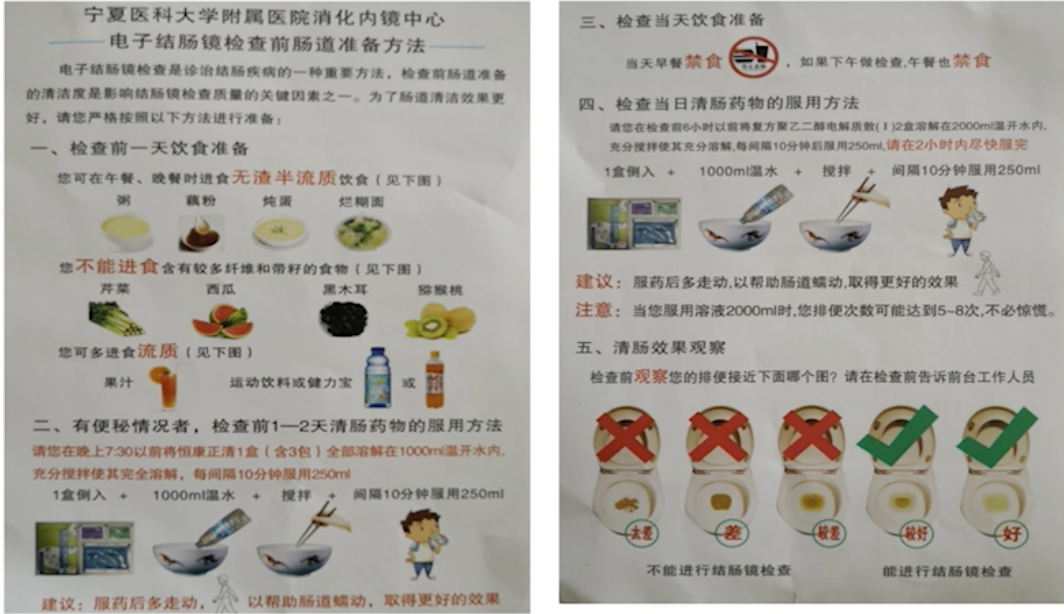 宁夏医科大学附属医院消化内镜中心
电子结肠镜检查前肠道准备方法
电子结肠镜检查是诊治结肠疾病的一种重要方法，检查前肠道准备
的清洁度是影响结肠镜检查质量的关键因素之一。为了肠道清洁效果更
好，请您严格按照以下方法进行准备：
一、检查前一天饮食准备
您可在午餐、晚餐时进食无渣半流质饮食（见下图）
粥 藕粉 炖蛋 烂糊面
您不能进食含有较多纤维和带籽的食物（见下图）
芹菜 西瓜 黑木耳 猕猴桃
您可多进食流质（见下图）
果汁 运动饮料或健力宝 或
二、有便秘情况者，检查前1—2天清肠药物的服用方法
请您在晚上7:30以前将恒康正清1盒（含3包）全部溶解在1000ml温开水内，
充分搅拌使其完全溶解，每间隔10分钟服用250ml
1盒倒入 + 1000ml温水 + 搅拌 + 间隔10分钟服用250ml
建议：服药后多走动， 以帮助肠道蠕动，取得更好的效果
三、检查当天饮食准备
当天早餐禁食 ，如果下午做检查,午餐也禁食
四、检查当日清肠药物的服用方法
请您在检查前6小时以前将复方聚乙二醇电解质散(Ⅰ)2盒溶解在2000ml温开水内,
充分搅拌使其充分溶解,每间隔10分钟后服用250ml,请在2小时内尽快服完
1盒倒入 + 1000ml温水 + 搅拌 + 间隔10分钟服用250ml
建议：服药后多走动,以帮助肠道蠕动,取得更好的效果
注意：当您服用溶液2000ml时,您排便次数可能达到5~8次,不必惊慌。
五、清肠效果观察
检查前观察您的排便接近下面哪个图？请在检查前告诉前台工作人员
太差 差 较差 较好 好
不能进行结肠镜检查 能进行结肠镜检查